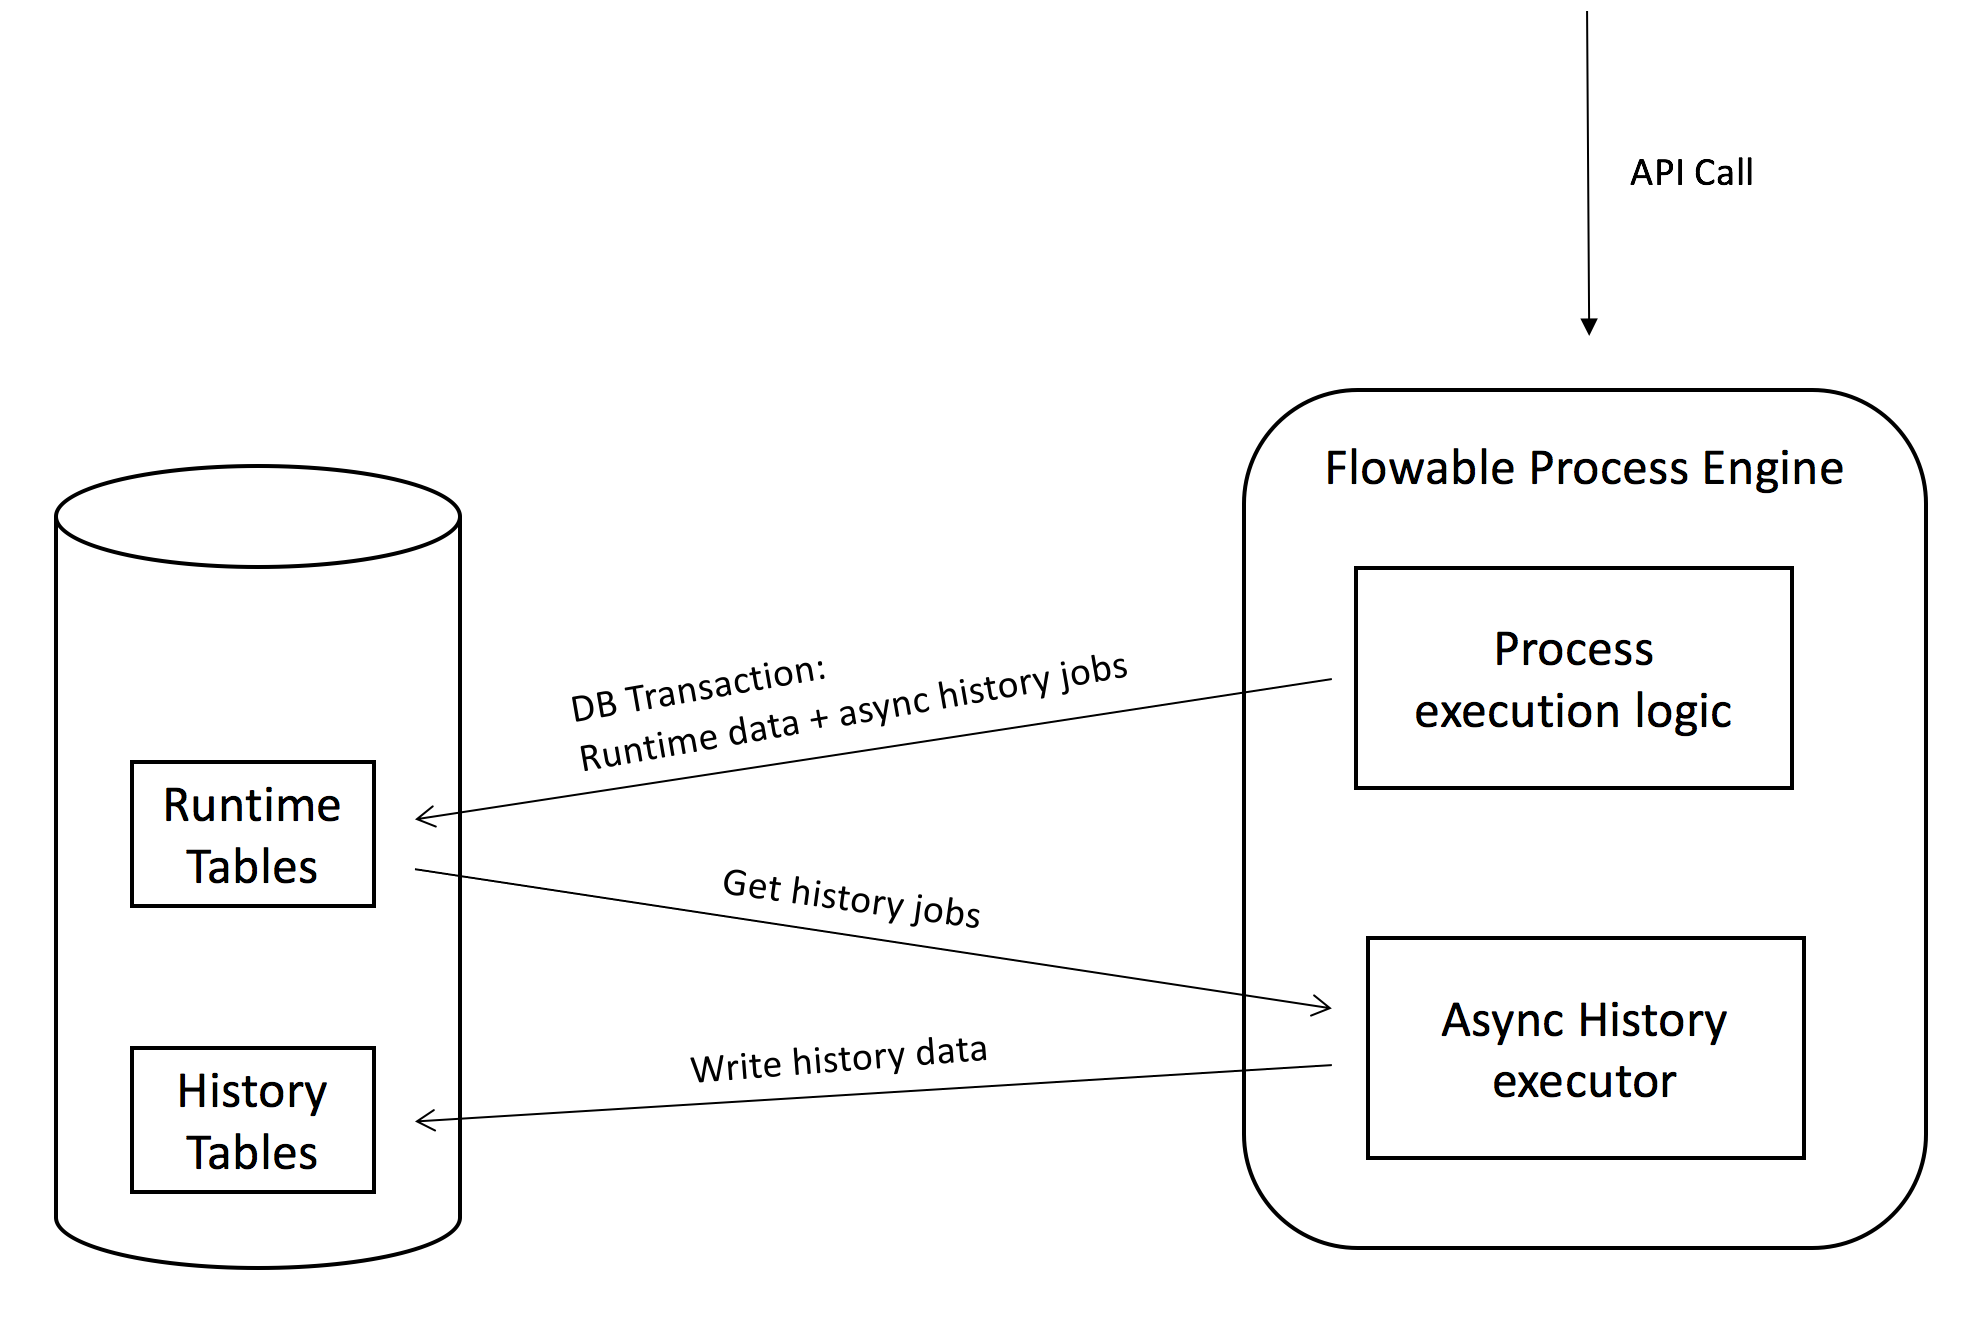 API Call
Flowable Process Engine
Process
execution logic
DB Transaction:
Runtime data + async history jobs
Runtime
Tables
Get history jobs
Async History
executor
Write history data
History
Tables